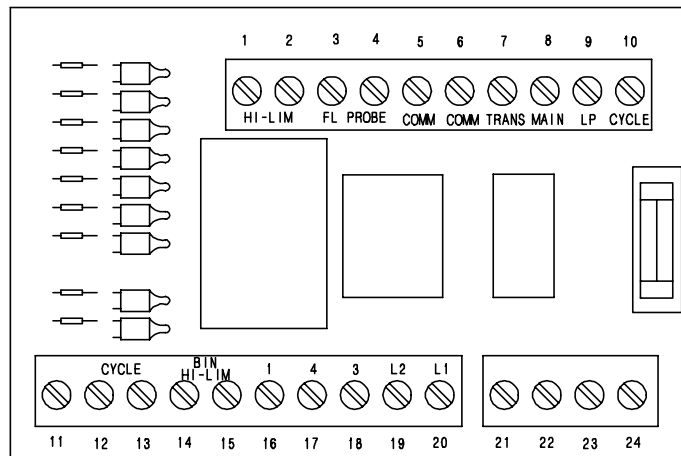 1 2 3 4 5 6 7 8 9 10
HI-LIM FL PROBE COMM COMM TRANS MAIN LP CYCLE
CYCLE BIN HI-LIM 1 4 3 L2 L1
11 12 13 14 15 16 17 18 19 20 21 22 23 24